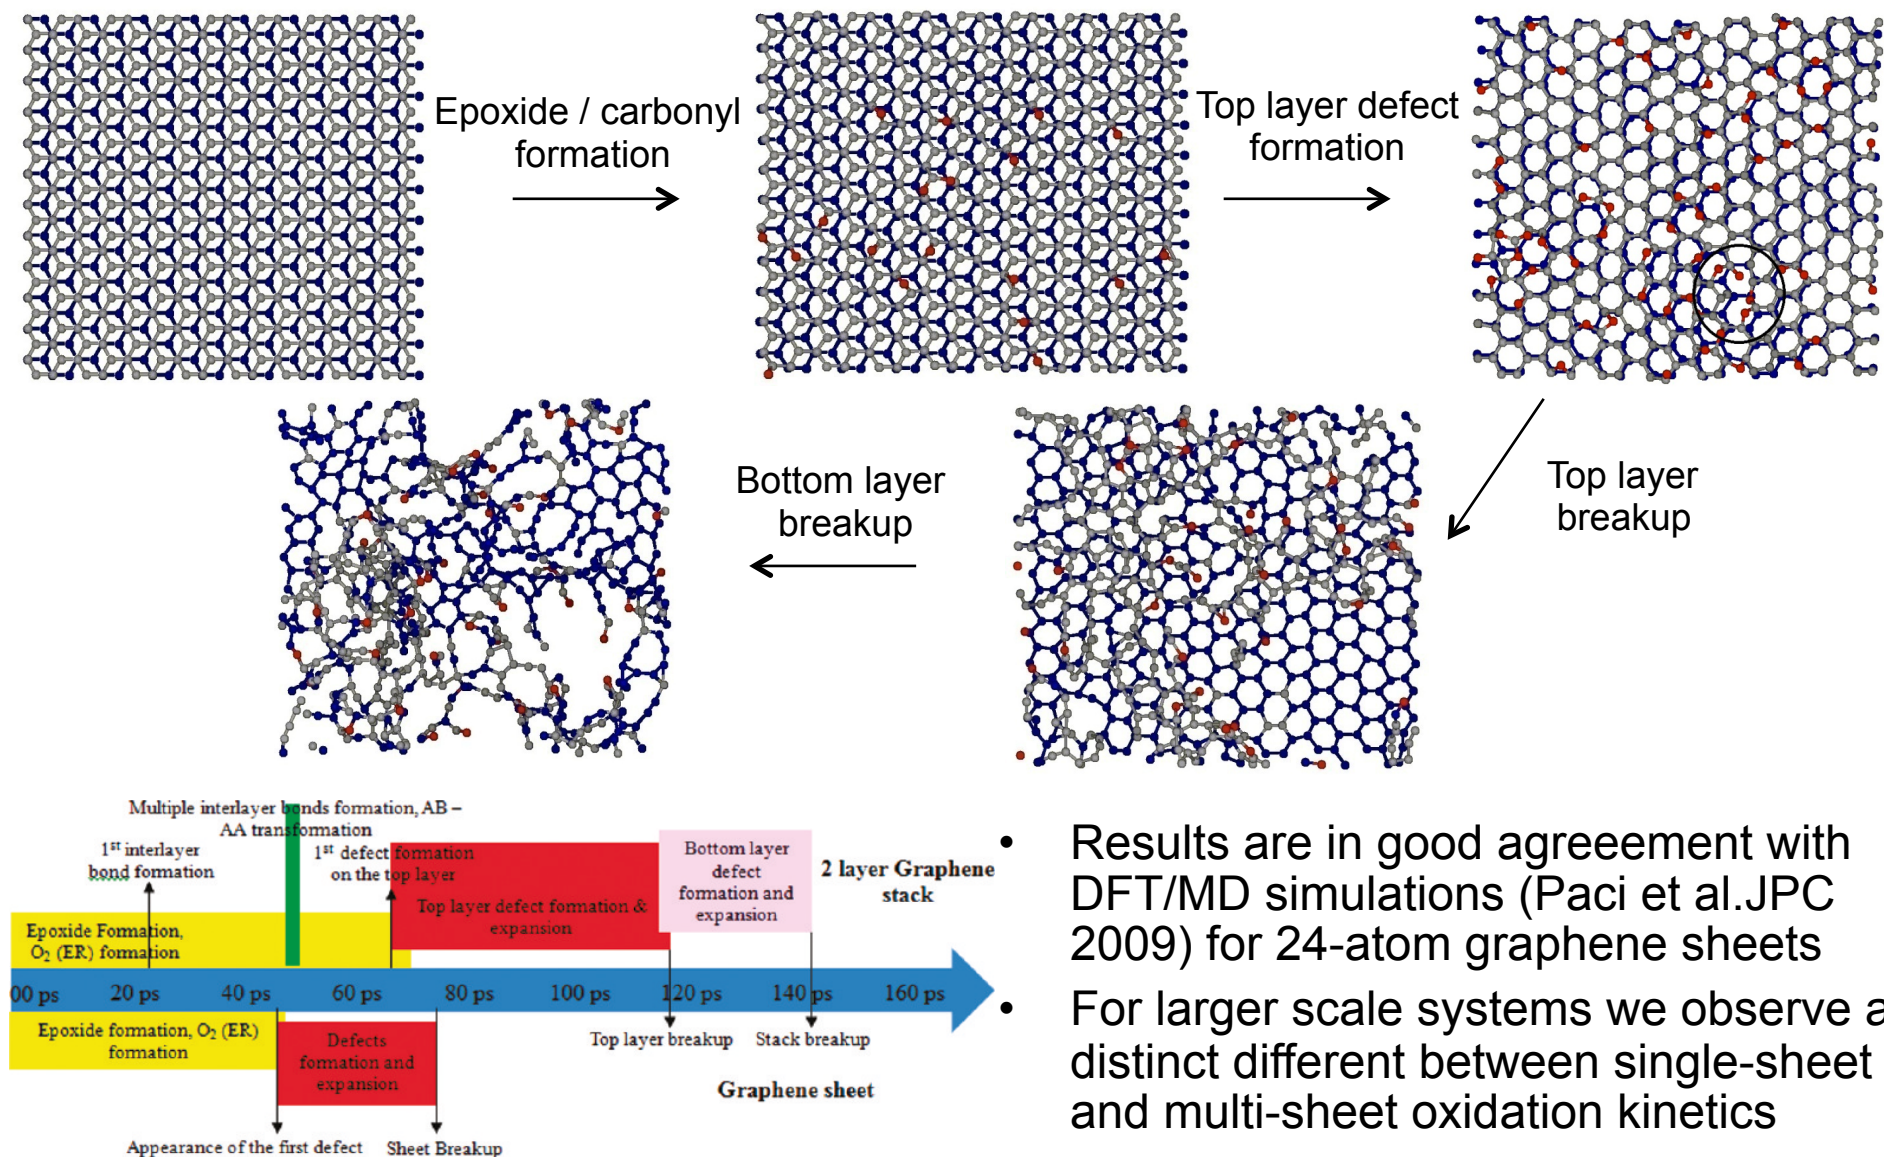 Epoxide / carbonyl
formation
Top layer defect
formation
Top layer
breakup
Bottom layer
breakup
Multiple interlayer bonds formation, AB –
AA transformation
1st interlayer
bond formation
1st defect formation
on the top layer
Top layer defect formation &
expansion
Bottom layer
defect
formation and
expansion
2 layer Graphene
stack
Epoxide Formation,
O2 (ER) formation
00 ps 20 ps 40 ps 60 ps 80 ps 100 ps 120 ps 140 ps 160 ps
Epoxide formation, O2 (ER)
formation
Defects
formation and
expansion
Top layer breakup Stack breakup
Graphene sheet
Appearance of the first defect Sheet Breakup
• Results are in good agreeement with
DFT/MD simulations (Paci et al.JPC
2009) for 24-atom graphene sheets
• For larger scale systems we observe a
distinct different between single-sheet
and multi-sheet oxidation kinetics